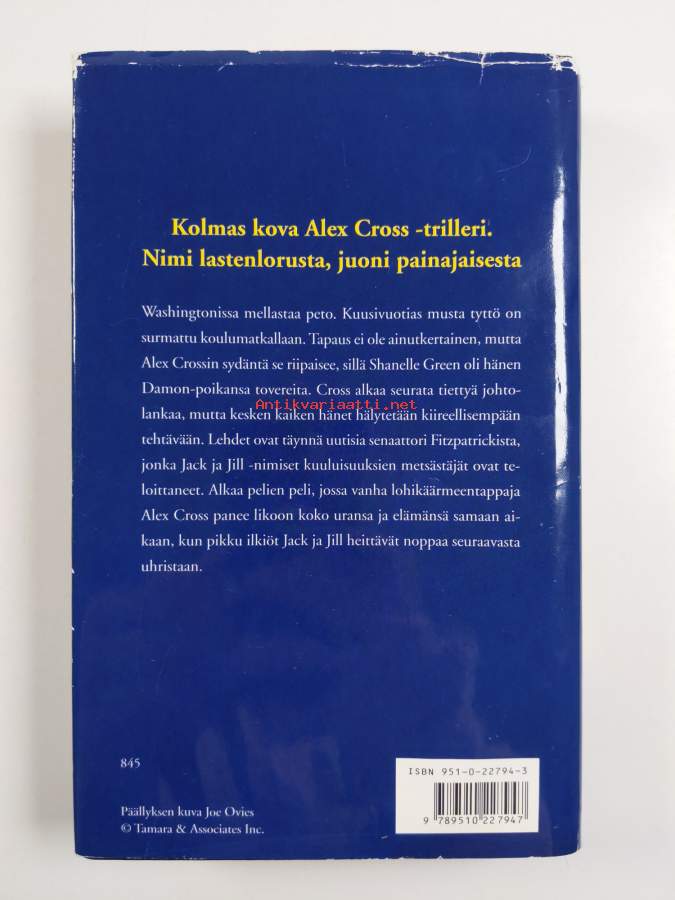 Kolmas kova Alex Cross -trilleri.
Nimi lastenlorusta, juoni painajaisesta
Washingtonissa mellastaa peto. Kuusivuotias musta tyttö on
surmattu koulumatkallaan. Tapaus ei ole ainutkertainen, mutta
Alex Crossin sydäntä se riipaisee, sillä Shanelle Green oli hänen
Damon-poikansa tovereita. Cross alkaa seurata tiettyä johto-
Antikvariaatti.net
lankaa, mutta kesken kaiken hänet hälytetään kiireellisempään
tehtävään. Lehdet ovat täynnä uutisia senaattori Fitzpatrickista,
jonka Jack ja Jill -nimiset kuuluisuuksien metsästäjät ovat te-
loittaneet. Alkaa pelien peli, jossa vanha lohikäärmeentappaja
Alex Cross panee likoon koko uransa ja elämänsä samaan ai-
kaan, kun pikku ilkiöt Jack ja Jill heittävät noppaa seuraavasta
uhristaan.
845
ISBN 951-0-22794-3
9 789510 227947
Päällyksen kuva Joe Ovies
© Tamara & Associates Inc.